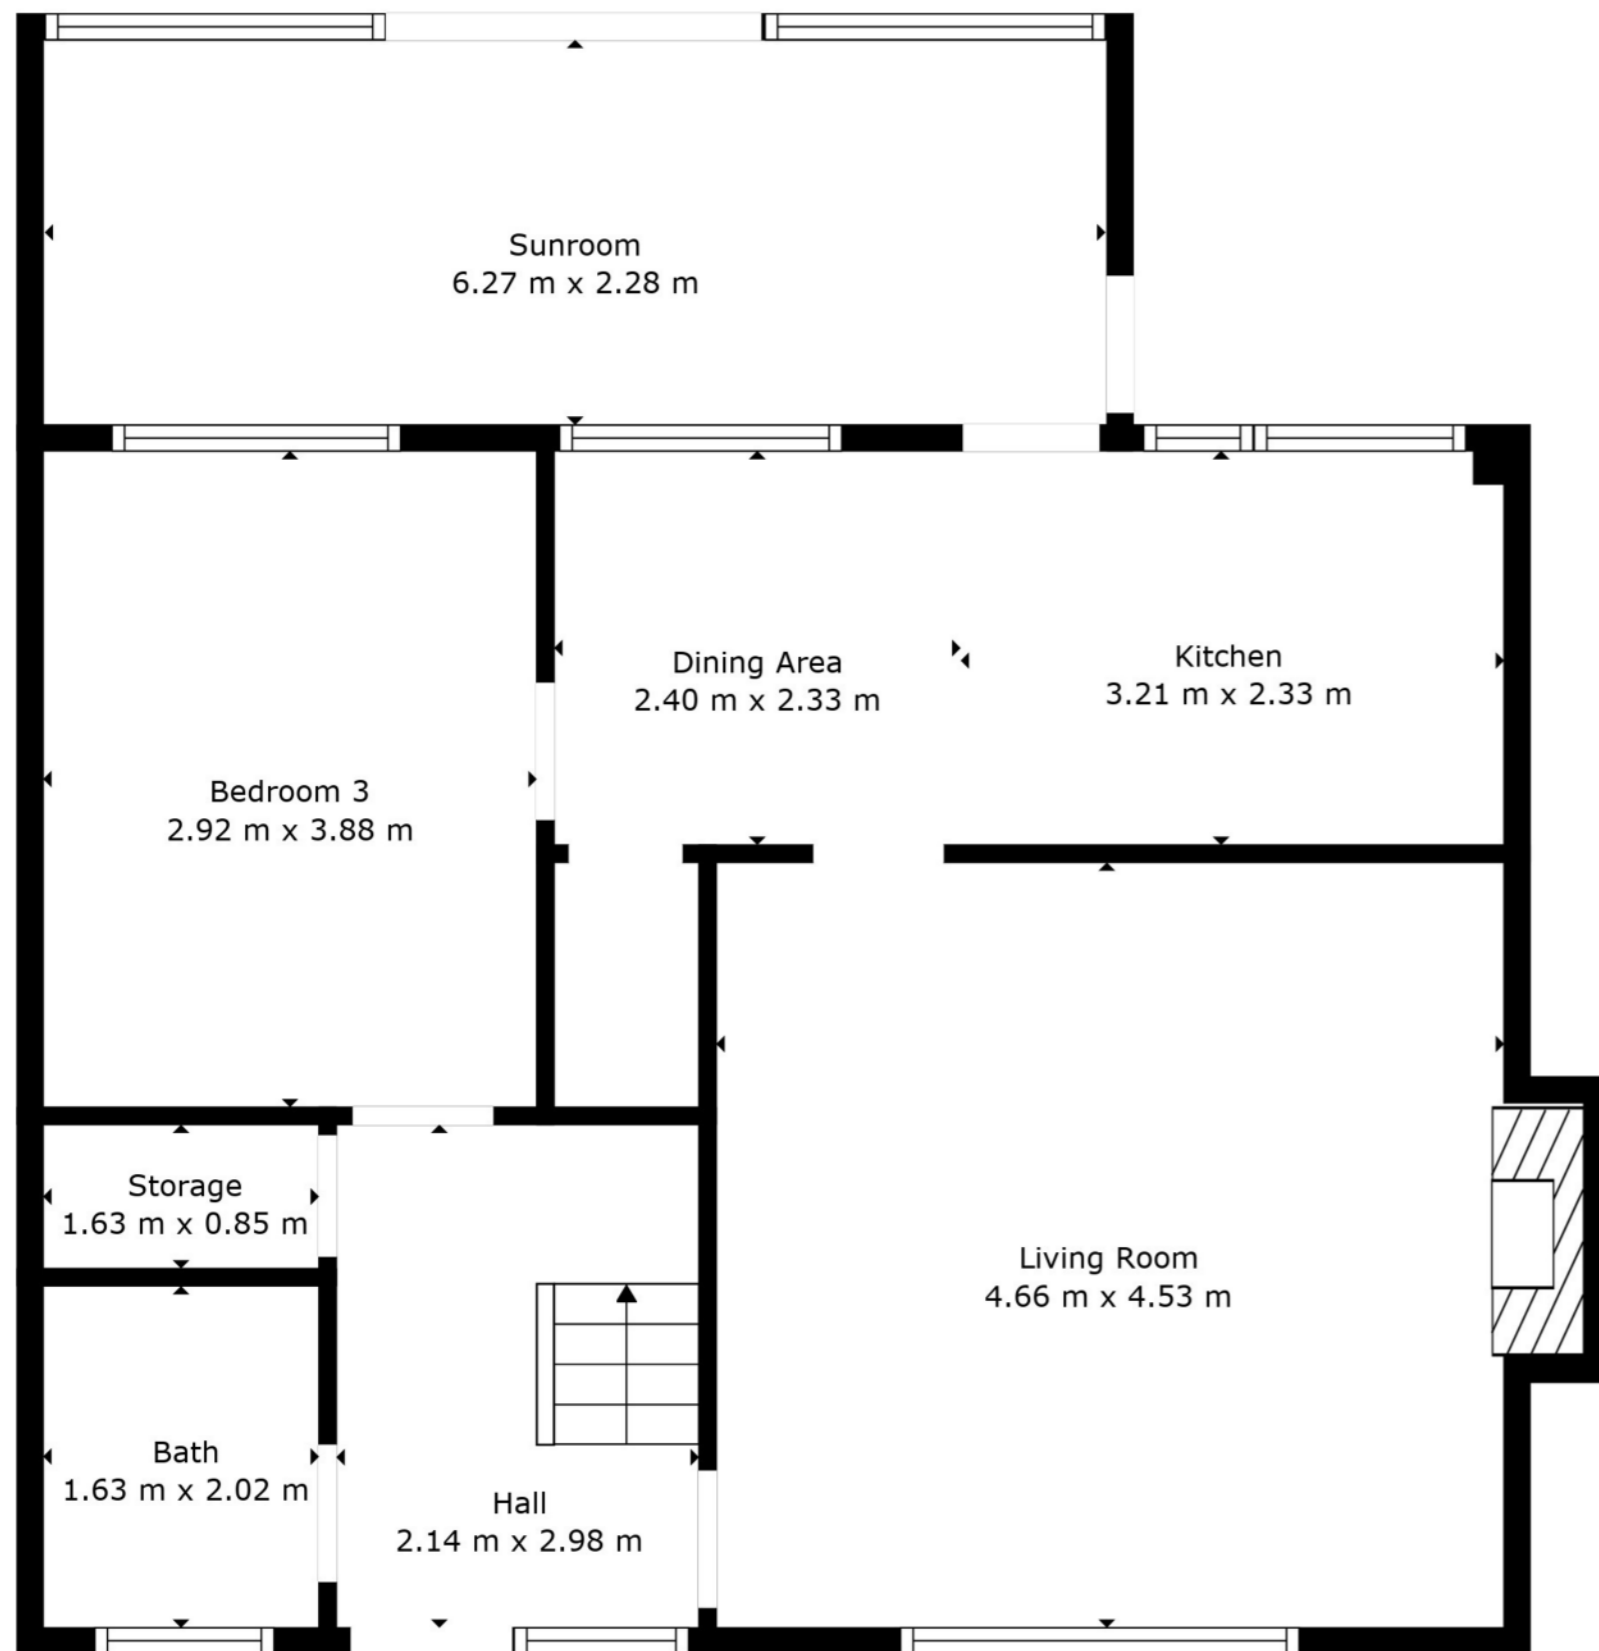 Sunroom
6.27 m x 2.28 m
Dining Area
2.40 m x 2.33 m
Kitchen
3.21 m x 2.33 m
Bedroom 3
2.92 m x 3.88 m
Storage
1.63 m x 0.85 m
Living Room
4.66 m x 4.53 m
Bath
1.63 m x 2.02 m
Hall
2.14 m x 2.98 m